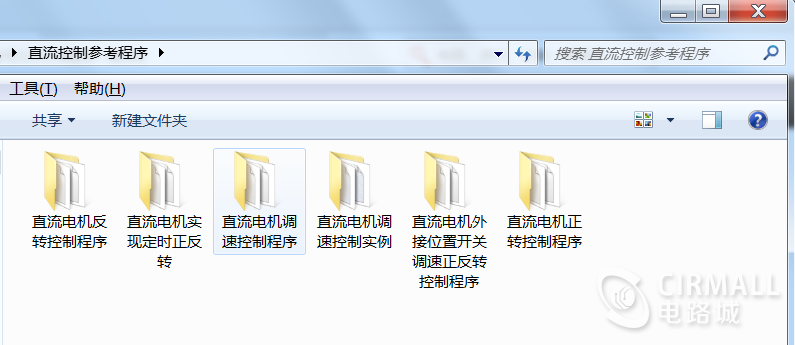 直流控制参考程序
搜索 直流控制参考程序
工具(T) 帮助(H)
共享 新建文件夹
直流电机反
转控制程序
直流电机实
现定时正反
转
直流电机调
速控制程序
直流电机调
速控制实例
直流电机外
接位置开关
调速正反转
控制程序
直流电机正
转控制程序
CIRMALL
电路城